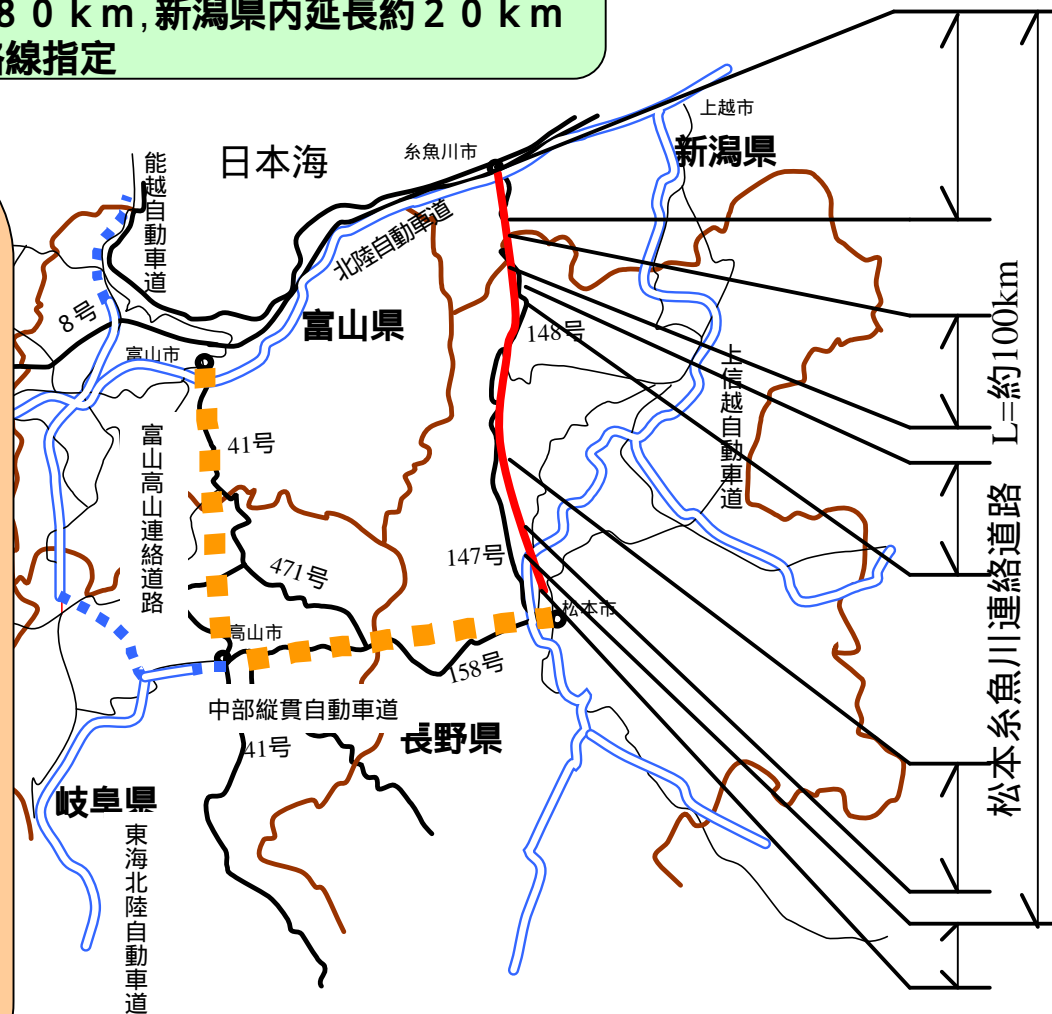 ８０ｋｍ,新潟県内延長約２０ｋｍ
路線指定
上越市
新潟県
糸魚川市
日本海
能越自動車道
北陸自動車道
8号
富山県
富山市
148号
上信越自動車道
L=約100km
松本糸魚川連絡道路
富山高山連絡道路
41号
471号
147号
松本市
高山市
158号
中部縦貫自動車道
41号
長野県
岐阜県
東海北陸自動車道